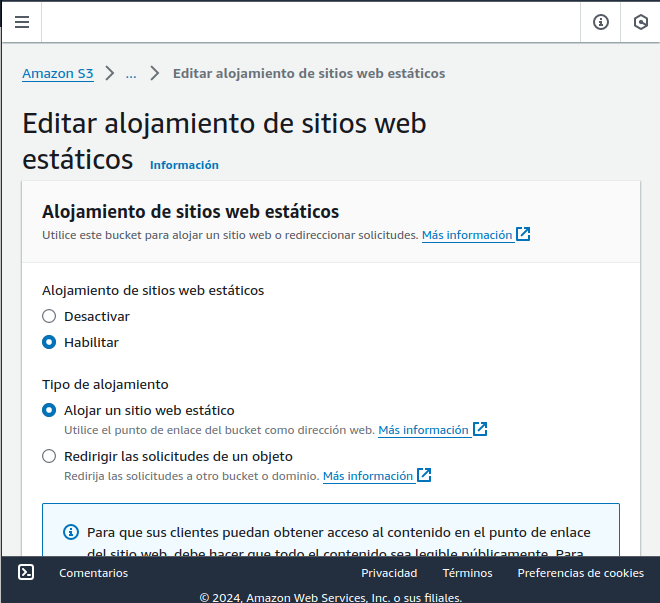 Amazon S3 > ... > Editar alojamiento de sitios web estáticos
Editar alojamiento de sitios web
estáticos Información
Alojamiento de sitios web estáticos
Utilice este bucket para alojar un sitio web o redireccionar solicitudes. Más información
Alojamiento de sitios web estáticos
Desactivar
Habilitar
Tipo de alojamiento
Alojar un sitio web estático
Utilice el punto de enlace del bucket como dirección web. Más información
Redirigir las solicitudes de un objeto
Redirija las solicitudes a otro bucket o dominio. Más información
Para que sus clientes puedan obtener acceso al contenido en el punto de enlace
del sitio web, debe hacer que todo el contenido sea legible públicamente. Para
Comentarios Privacidad Términos Preferencias de cookies
© 2024, Amazon Web Services, Inc. o sus filiales.